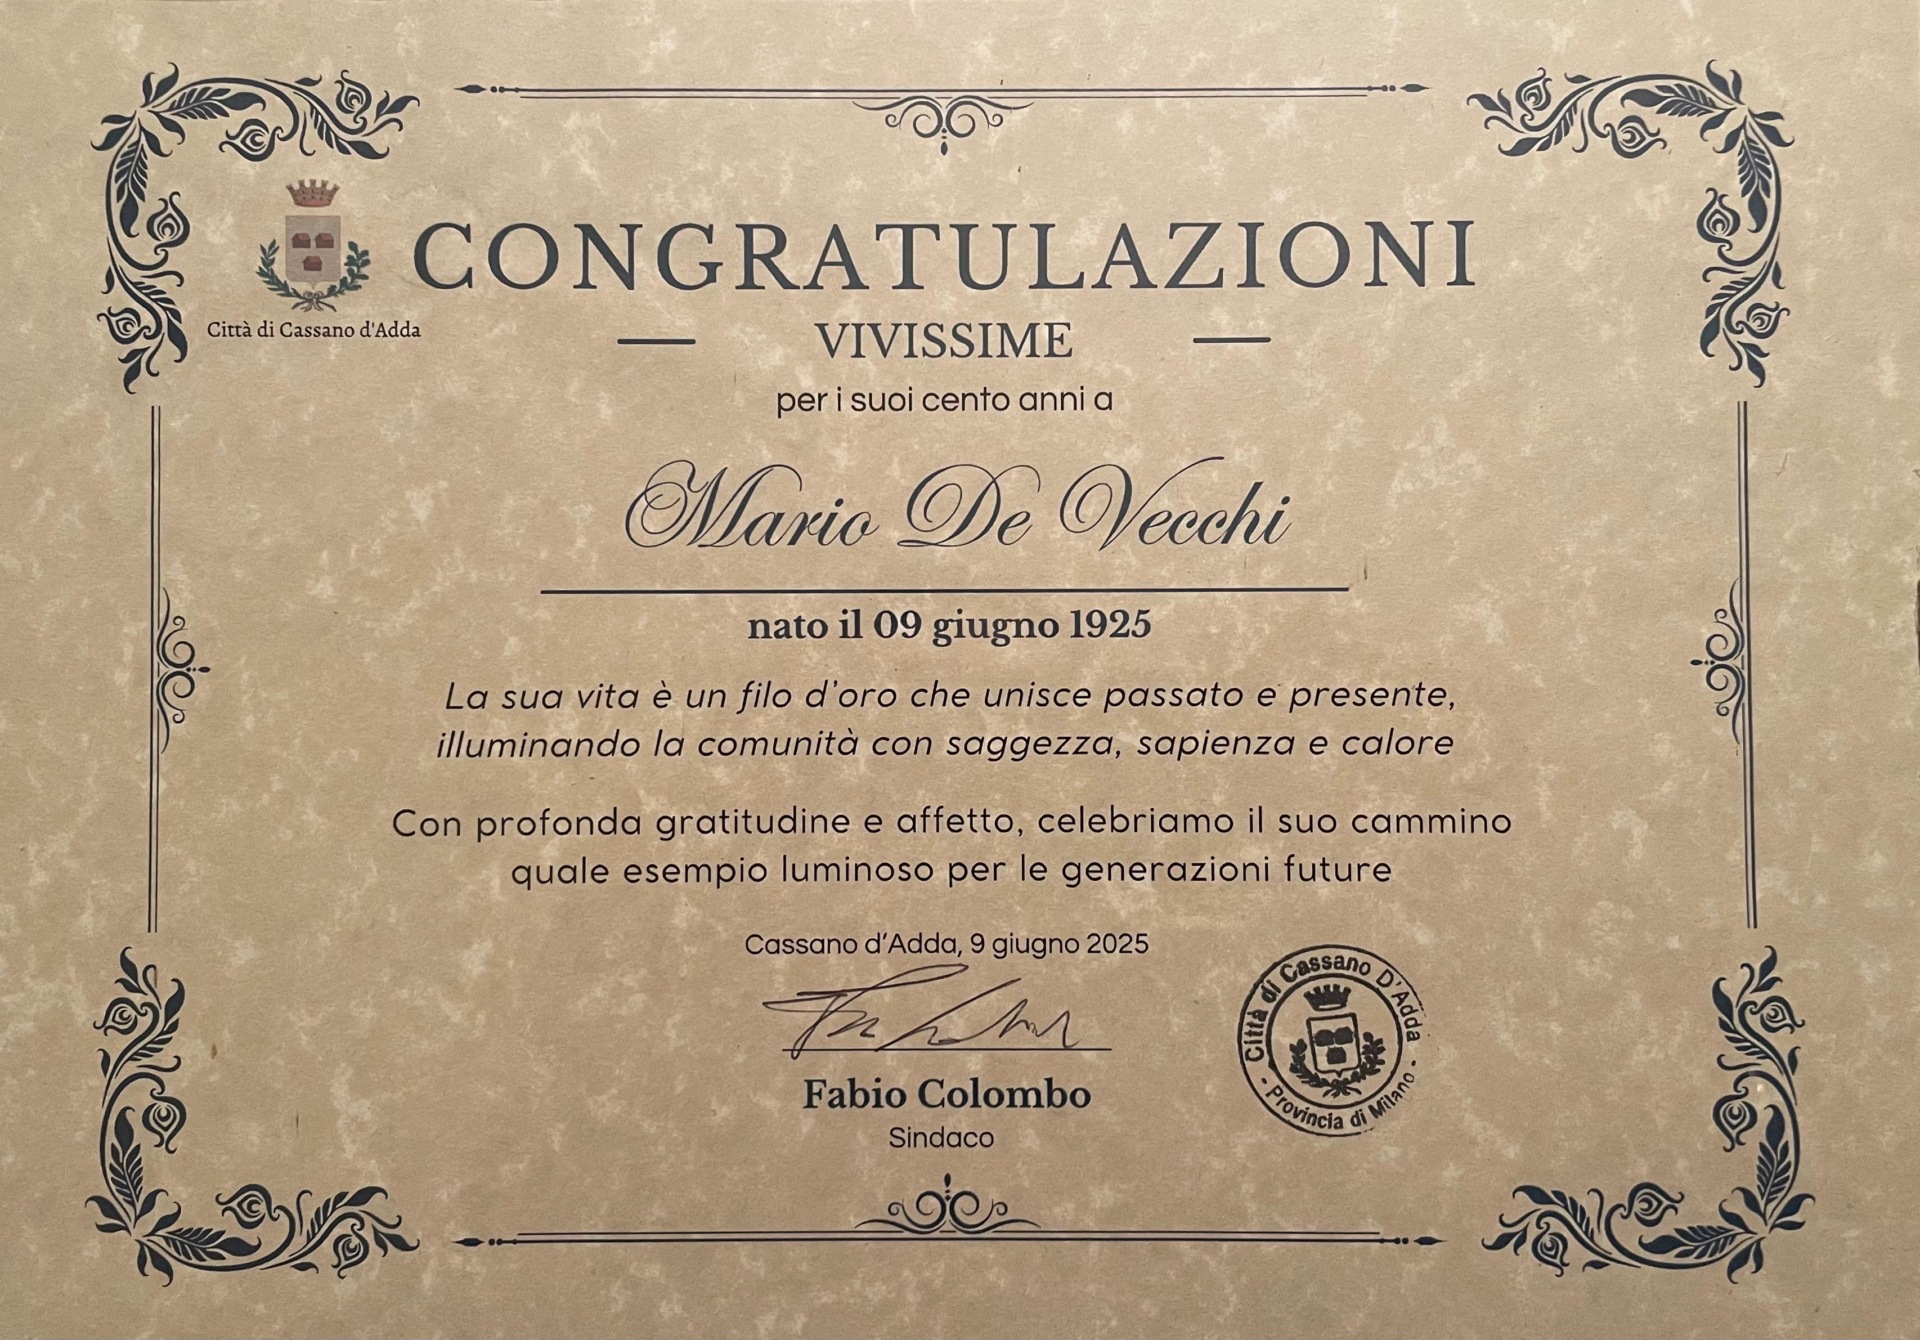 Città di Cassano d'Adda
CONGRATULAZIONI
VIVISSIME
per i suoi cento anni a
Mario De Vecchi
nato il 09 giugno 1925
La sua vita è un filo d'oro che unisce passato e presente,
illuminando la comunità con saggezza, sapienza e calore
Con profonda gratitudine e affetto, celebriamo il suo cammino
quale esempio luminoso per le generazioni future
Cassano d'Adda, 9 giugno 2025
Fabio Colombo
Sindaco
Città di Cassano D'Adda
- Provincia di Milano -